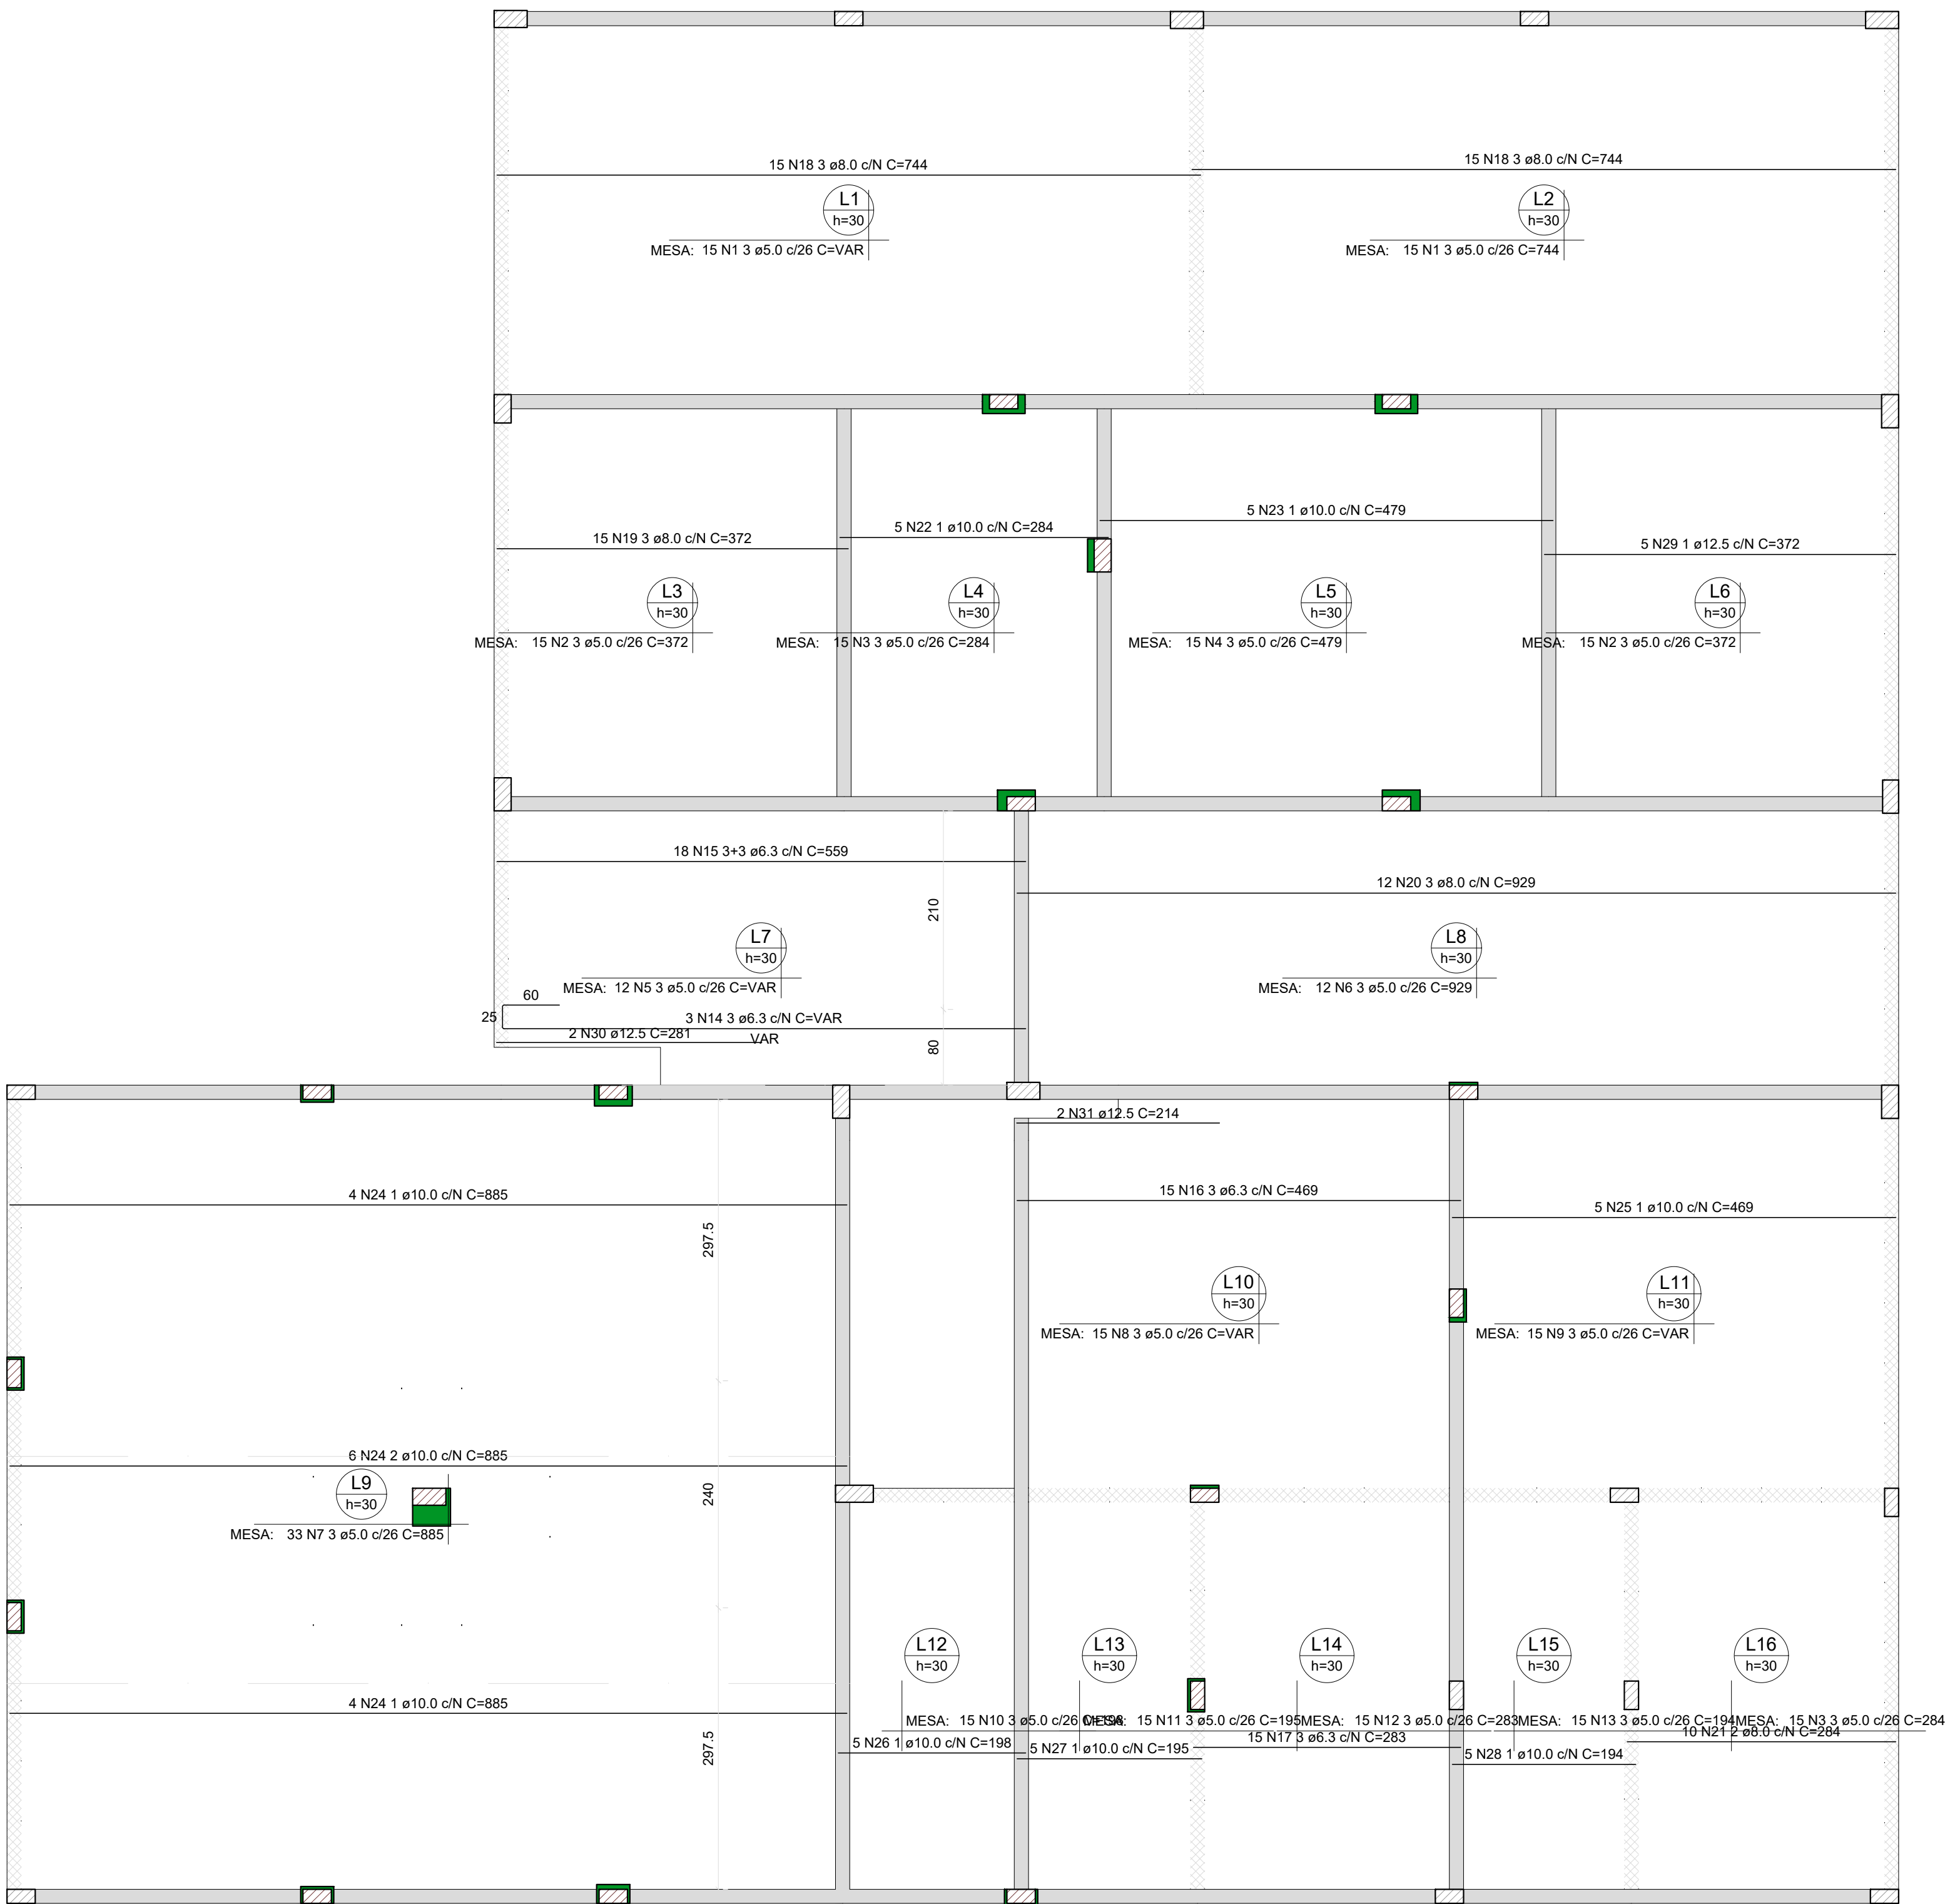 15 N18 3 ø8.0 c/N C=744
15 N18 3 ø8.0 c/N C=744
L1
h=30
L2
h=30
MESA: 15 N1 3 ø5.0 c/26 C=VAR
MESA: 15 N1 3 ø5.0 c/26 C=744
15 N19 3 ø8.0 c/N C=372
5 N22 1 ø10.0 c/N C=284
5 N23 1 ø10.0 c/N C=479
5 N29 1 ø12.5 c/N C=372
L3
h=30
L4
h=30
L5
h=30
L6
h=30
MESA: 15 N2 3 ø5.0 c/26 C=372
MESA: 15 N3 3 ø5.0 c/26 C=284
MESA: 15 N4 3 ø5.0 c/26 C=479
MESA: 15 N2 3 ø5.0 c/26 C=372
18 N15 3+3 ø6.3 c/N C=559
12 N20 3 ø8.0 c/N C=929
210
L7
h=30
L8
h=30
MESA: 12 N5 3 ø5.0 c/26 C=VAR
MESA: 12 N6 3 ø5.0 c/26 C=929
60
25
3 N14 3 ø6.3 c/N C=VAR
2 N30 ø12.5 C=281
VAR
80
2 N31 ø12.5 C=214
4 N24 1 ø10.0 c/N C=885
15 N16 3 ø6.3 c/N C=469
5 N25 1 ø10.0 c/N C=469
297.5
L10
h=30
L11
h=30
MESA: 15 N8 3 ø5.0 c/26 C=VAR
MESA: 15 N9 3 ø5.0 c/26 C=VAR
6 N24 2 ø10.0 c/N C=885
L9
h=30
240
MESA: 33 N7 3 ø5.0 c/26 C=885
L12
h=30
L13
h=30
L14
h=30
L15
h=30
L16
h=30
4 N24 1 ø10.0 c/N C=885
MESA: 15 N10 3 ø5.0 c/26 C=198
MESA: 15 N11 3 ø5.0 c/26 C=195
MESA: 15 N12 3 ø5.0 c/26 C=283
MESA: 15 N13 3 ø5.0 c/26 C=194
MESA: 15 N3 3 ø5.0 c/26 C=284
297.5
5 N26 1 ø10.0 c/N C=198
5 N27 1 ø10.0 c/N C=195
15 N17 3 ø6.3 c/N C=283
5 N28 1 ø10.0 c/N C=194
10 N21 2 ø8.0 c/N C=284